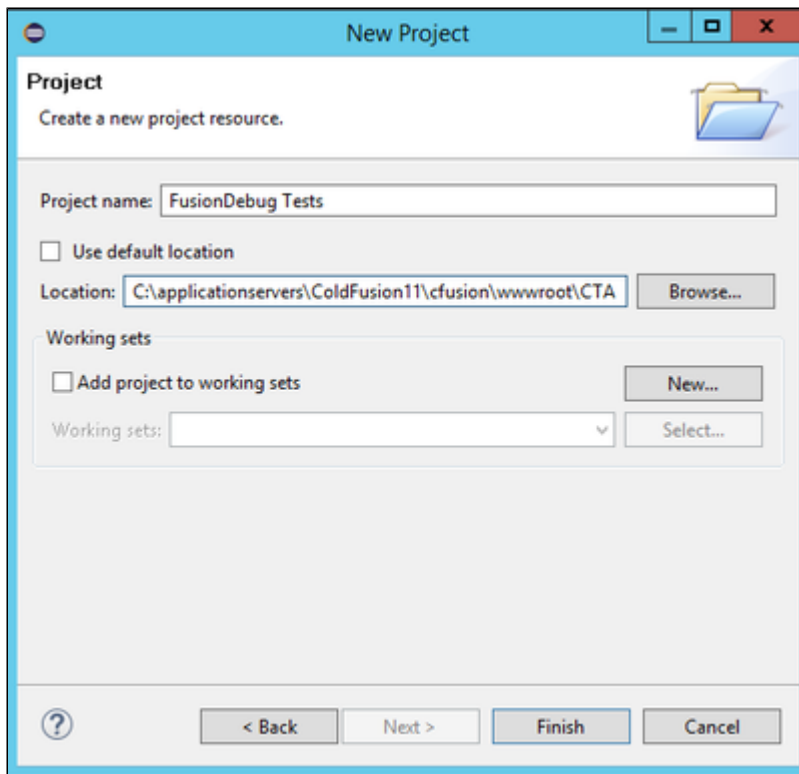 New Project
Project
Create a new project resource.
Project name: FusionDebug Tests
Use default location
Location: C:\applicationservers\ColdFusion11\cfusion\wwwroot\CTA Browse...
Working sets
Add project to working sets New...
Working sets: Select...
? < Back Next > Finish Cancel